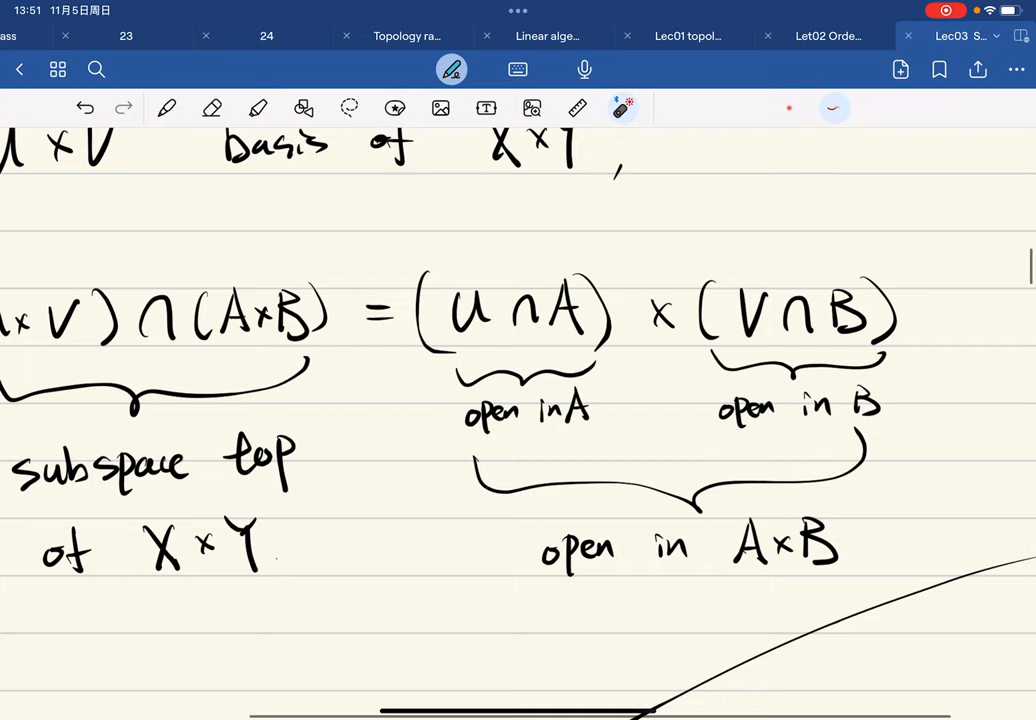 13:51 11月5日周日
ass 23 24 Topology ra... Linear alge... Lec01 topol... Let02 Orde... Lec03 S...
× V basis of X × Y,
× V) ∩ (A×B) = (U ∩ A) × (V ∩ B)
open in A open in B
subspace top
of X × Y open in A×B